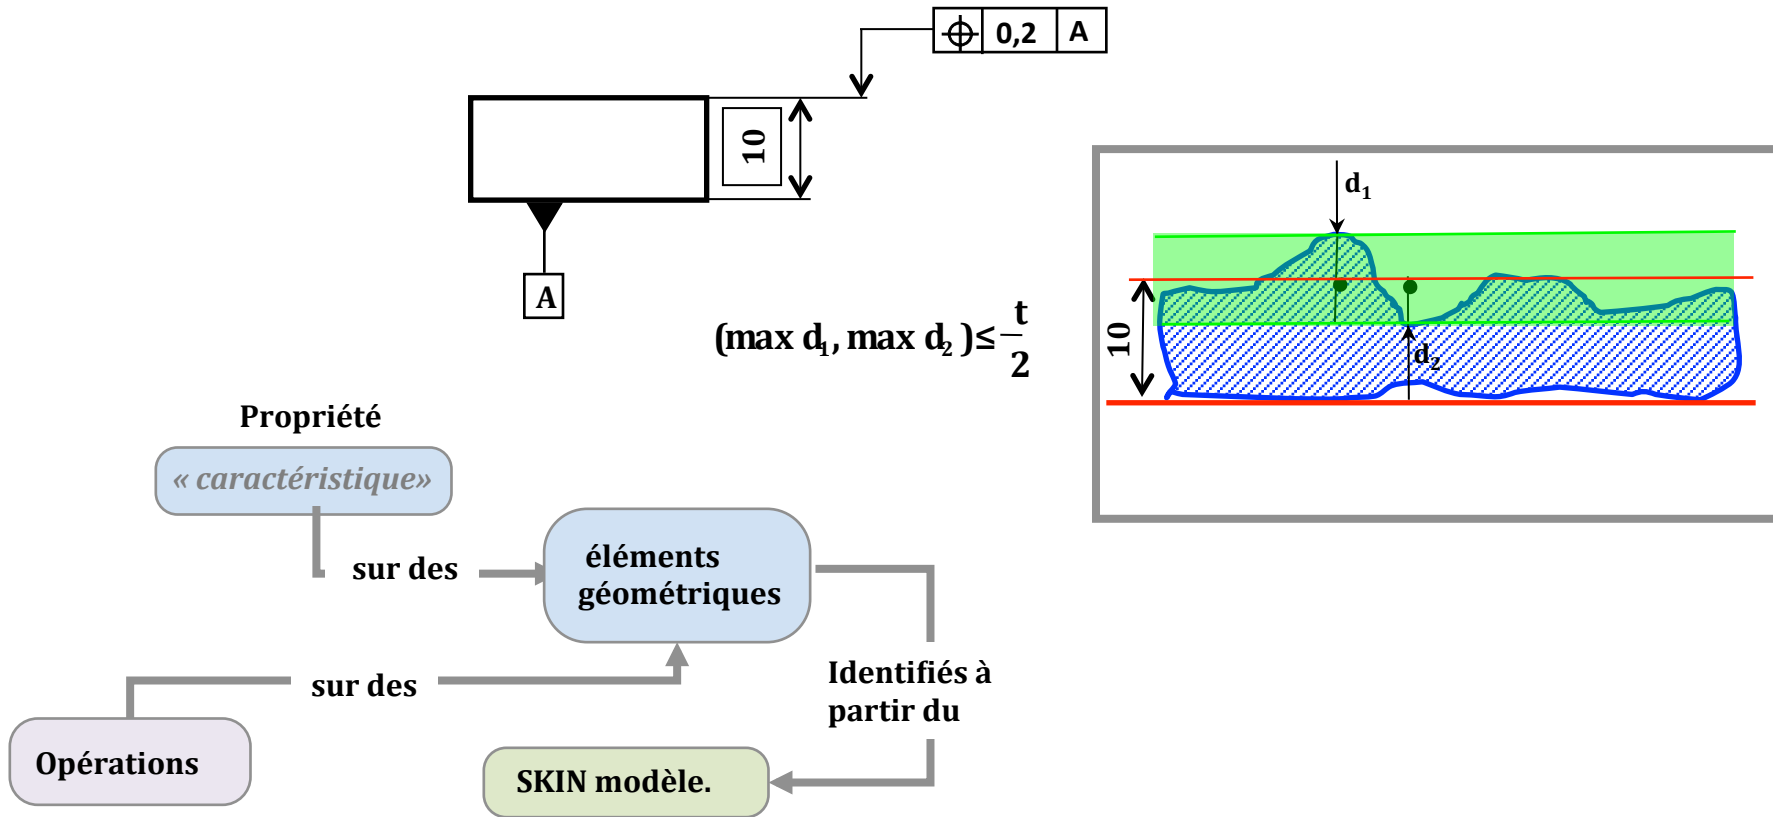 0,2 A
10
A
d1
10
d2
(max d1, max d2)≤ t/2
Propriété
« caractéristique»
sur des
éléments
géométriques
sur des
Identifiés à
partir du
Opérations
SKIN modèle.